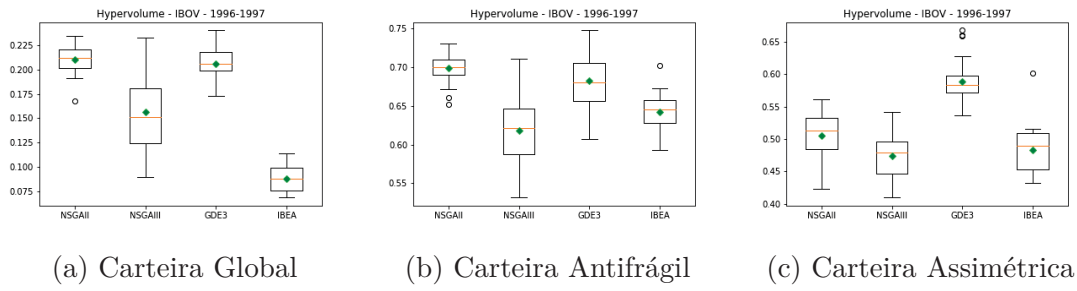 Hypervolume - IBOV - 1996-1997
0.225
0.200
0.175
0.150
0.125
0.100
0.075
NSGAII NSGAIII GDE3 IBEA
(a) Carteira Global
Hypervolume - IBOV - 1996-1997
0.75
0.70
0.65
0.60
0.55
NSGAII NSGAIII GDE3 IBEA
(b) Carteira Antifrágil
Hypervolume - IBOV - 1996-1997
0.65
0.60
0.55
0.50
0.45
0.40
NSGAII NSGAIII GDE3 IBEA
(c) Carteira Assimétrica